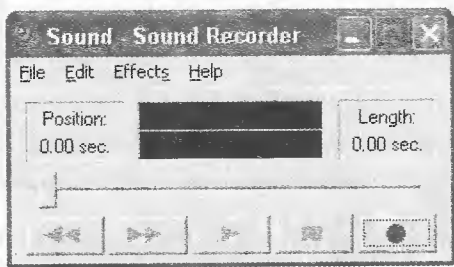 Sound - Sound Recorder
File Edit Effects Help
Position:
0.00 sec.
Length:
0.00 sec.